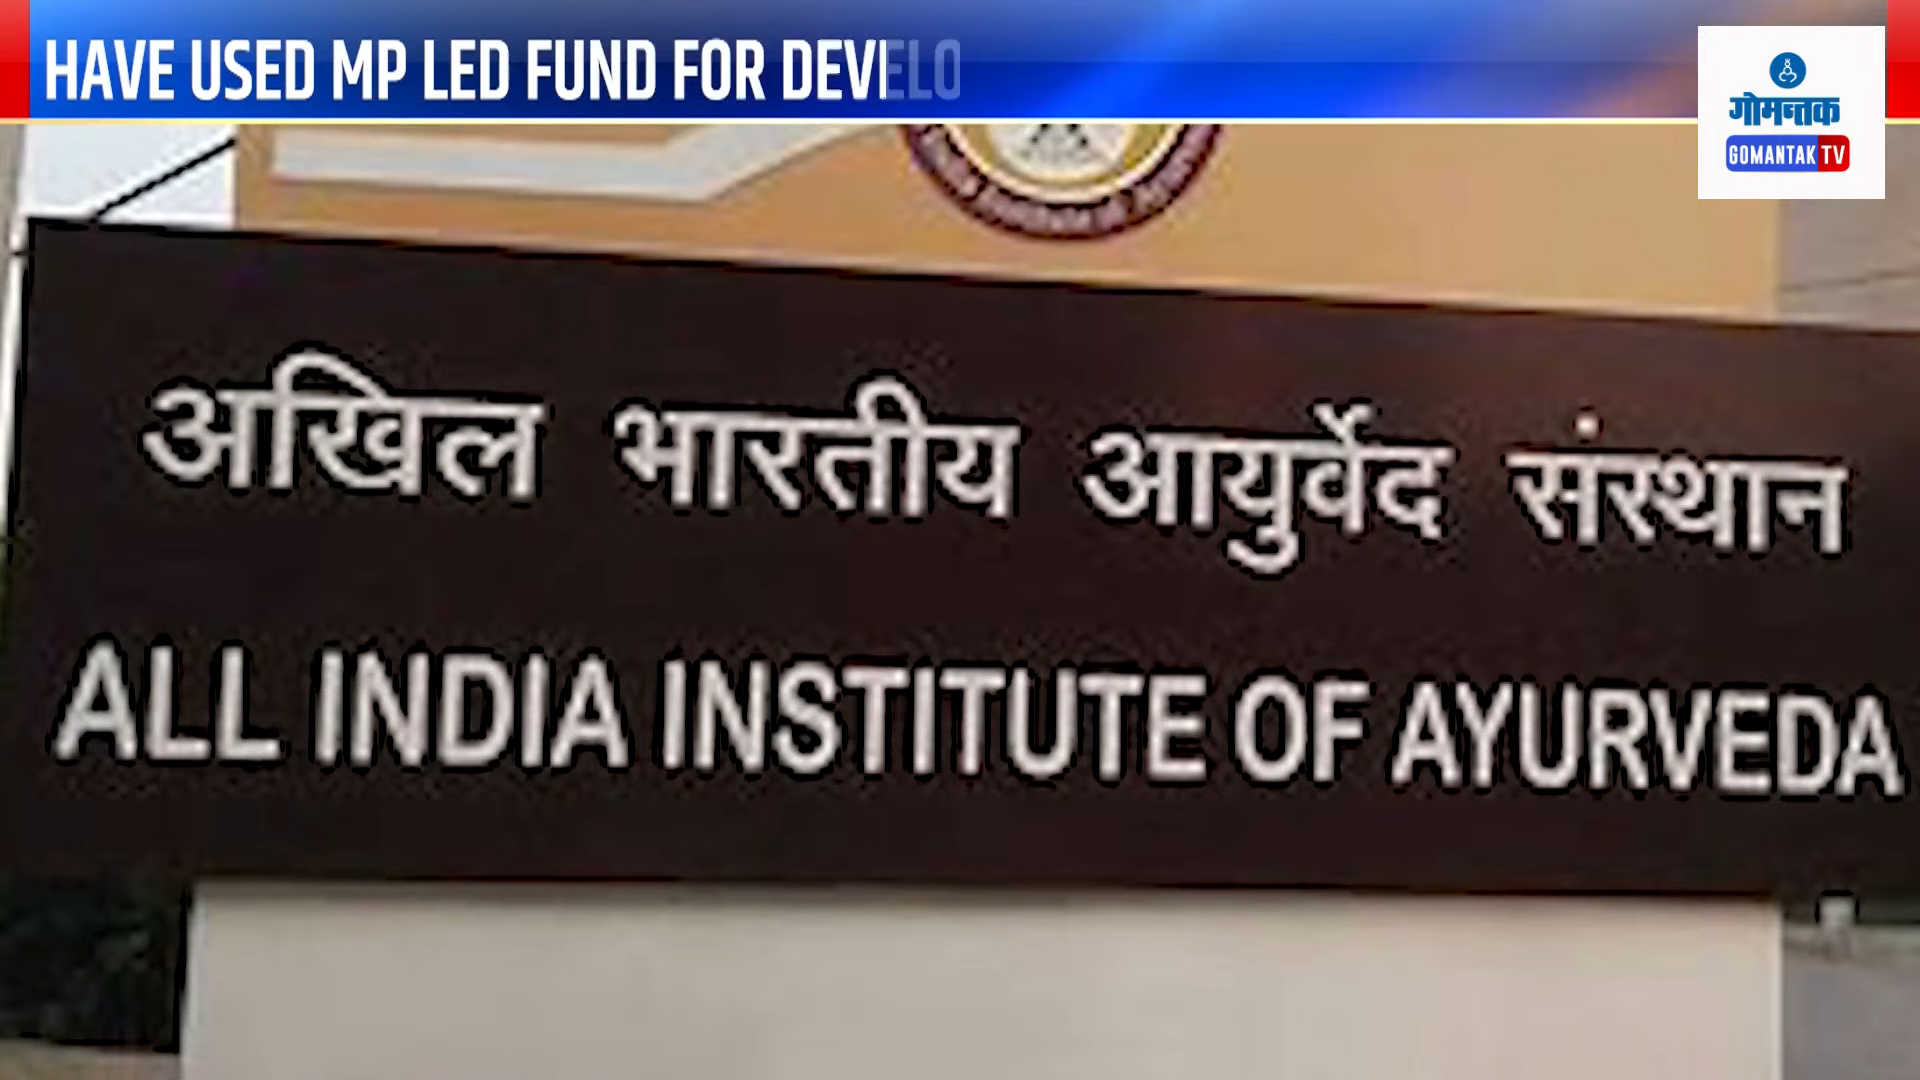 HAVE USED MP LED FUND FOR DEVELO
गोमन्तक
GOMANTAK TV
अखिल भारतीय आयुर्वेद संस्थान
ALL INDIA INSTITUTE OF AYURVEDA